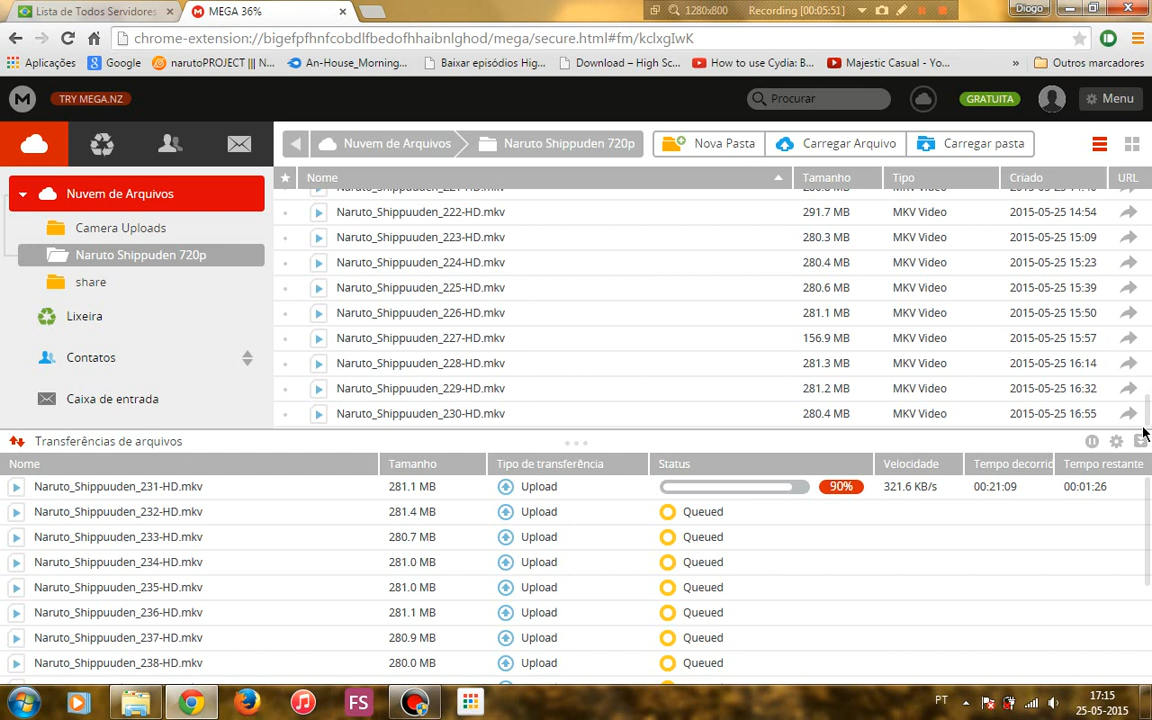 Lista de Todos Servidores
MEGA 36%
1280x800
Recording [00:05:51]
Diogo
chrome-extension://bigefpfhnfcobdlfbedofhhaibnlghod/mega/secure.html#fm/kclxgIwK
Aplicações
Google
narutoPROJECT ||| N...
An-House_Morning...
Baixar episódios Hig...
Download – High Sc...
How to use Cydia: B...
Majestic Casual - Yo...
»
Outros marcadores
M
TRY MEGA.NZ
Procurar
GRATUITA
Menu
Nuvem de Arquivos
Naruto Shippuden 720p
Nova Pasta
Carregar Arquivo
Carregar pasta
Nuvem de Arquivos
Camera Uploads
Naruto Shippuden 720p
share
Lixeira
Contatos
Caixa de entrada
Nome Tamanho Tipo Criado URL
Naruto_Shippuuden_222-HD.mkv 291.7 MB MKV Video 2015-05-25 14:54
Naruto_Shippuuden_223-HD.mkv 280.3 MB MKV Video 2015-05-25 15:09
Naruto_Shippuuden_224-HD.mkv 280.4 MB MKV Video 2015-05-25 15:23
Naruto_Shippuuden_225-HD.mkv 280.6 MB MKV Video 2015-05-25 15:39
Naruto_Shippuuden_226-HD.mkv 281.1 MB MKV Video 2015-05-25 15:50
Naruto_Shippuuden_227-HD.mkv 156.9 MB MKV Video 2015-05-25 15:57
Naruto_Shippuuden_228-HD.mkv 281.3 MB MKV Video 2015-05-25 16:14
Naruto_Shippuuden_229-HD.mkv 281.2 MB MKV Video 2015-05-25 16:32
Naruto_Shippuuden_230-HD.mkv 280.4 MB MKV Video 2015-05-25 16:55
Transferências de arquivos
Nome Tamanho Tipo de transferência Status Velocidade Tempo decorrid Tempo restante
Naruto_Shippuuden_231-HD.mkv 281.1 MB Upload 90% 321.6 KB/s 00:21:09 00:01:26
Naruto_Shippuuden_232-HD.mkv 281.4 MB Upload Queued
Naruto_Shippuuden_233-HD.mkv 280.7 MB Upload Queued
Naruto_Shippuuden_234-HD.mkv 281.0 MB Upload Queued
Naruto_Shippuuden_235-HD.mkv 281.0 MB Upload Queued
Naruto_Shippuuden_236-HD.mkv 281.1 MB Upload Queued
Naruto_Shippuuden_237-HD.mkv 280.9 MB Upload Queued
Naruto_Shippuuden_238-HD.mkv 280.0 MB Upload Queued
FS
PT
17:15
25-05-2015